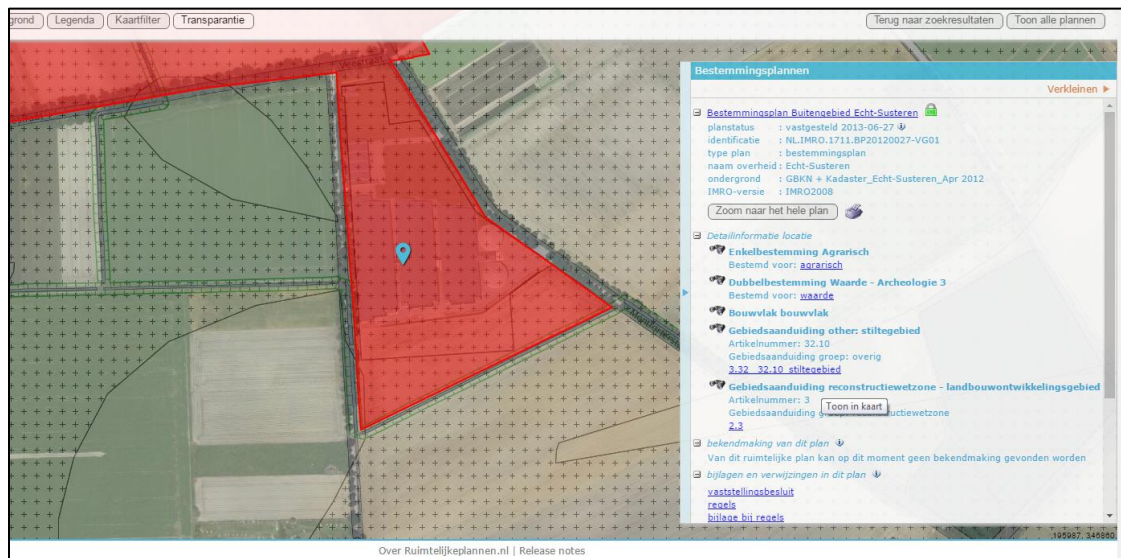 grond
Legenda
Kaartfilter
Transparantie
Terug naar zoekresultaten
Toon alle plannen
Bestemmingsplannen
Verkleinen
Bestemmingsplan Buitengebied Echt-Susteren
planstatus : vastgesteld 2013-06-27
identificatie : NL.IMRO.1711.BP20120027-VG01
type plan : bestemmingsplan
naam overheid : Echt-Susteren
ondergrond : GBKN + Kadaster_Echt-Susteren_Apr 2012
IMRO-versie : IMRO2008
Zoom naar het hele plan
Detailinformatie locatie
Enkelbestemming Agrarisch
Bestemd voor: agrarisch
Dubbelbestemming Waarde - Archeologie 3
Bestemd voor: waarde
Bouwvlak bouwvlak
Gebiedsaanduiding other: stiltegebied
Artikelnummer: 32.10
Gebiedsaanduiding groep: overig
3.32 32.10 stiltegebied
Gebiedsaanduiding reconstructiewetzone - landbouwontwikkelingsgebied
Artikelnummer: 3
Toon in kaart
Gebiedsaanduiding
2.3
bekendmaking van dit plan
Van dit ruimtelijke plan kan op dit moment geen bekendmaking gevonden worden
bijlagen en verwijzingen in dit plan
vaststellingsbesluit
regels
bijlage bij regels
195987, 346860
Over Ruimtelijkeplannen.nl | Release notes